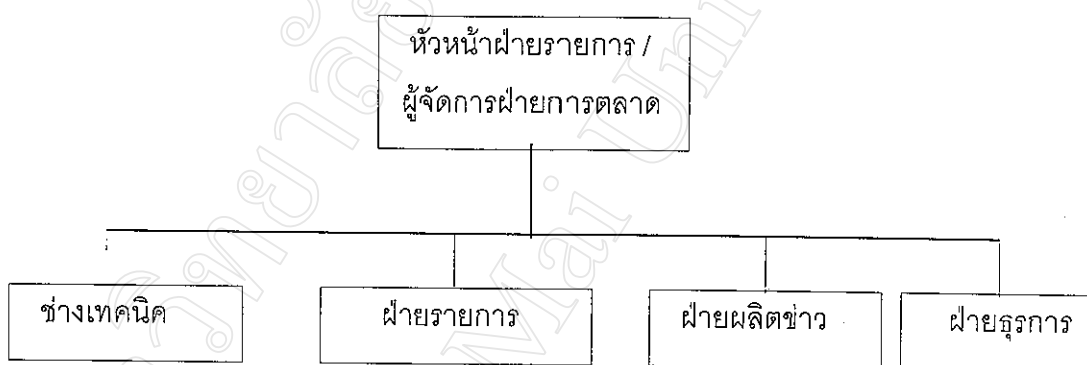 หัวหน้าฝ่ายรายการ /
ผู้จัดการฝ่ายการตลาด
ช่างเทคนิค
ฝ่ายรายการ
ฝ่ายผลิตข่าว
ฝ่ายธุรการ
Mai Uni